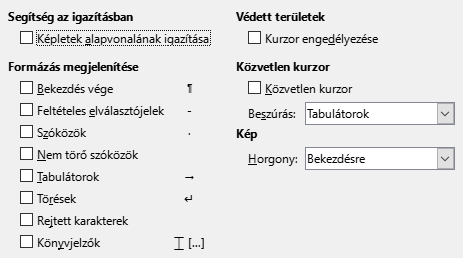 Segítség az igazításban
Képletek alapvonalának igazítása
Formázás megjelenítése
Bekezdés vége ¶
Feltételes elválasztójelek -
Szóközök ·
Nem törő szóközök
Tabulátorok →
Törések ↵
Rejtett karakterek
Könyvjelzők [...]
Védett területek
Kurzor engedélyezése
Közvetlen kurzor
Közvetlen kurzor
Beszúrás: Tabulátorok
Kép
Horgony: Bekezdésre